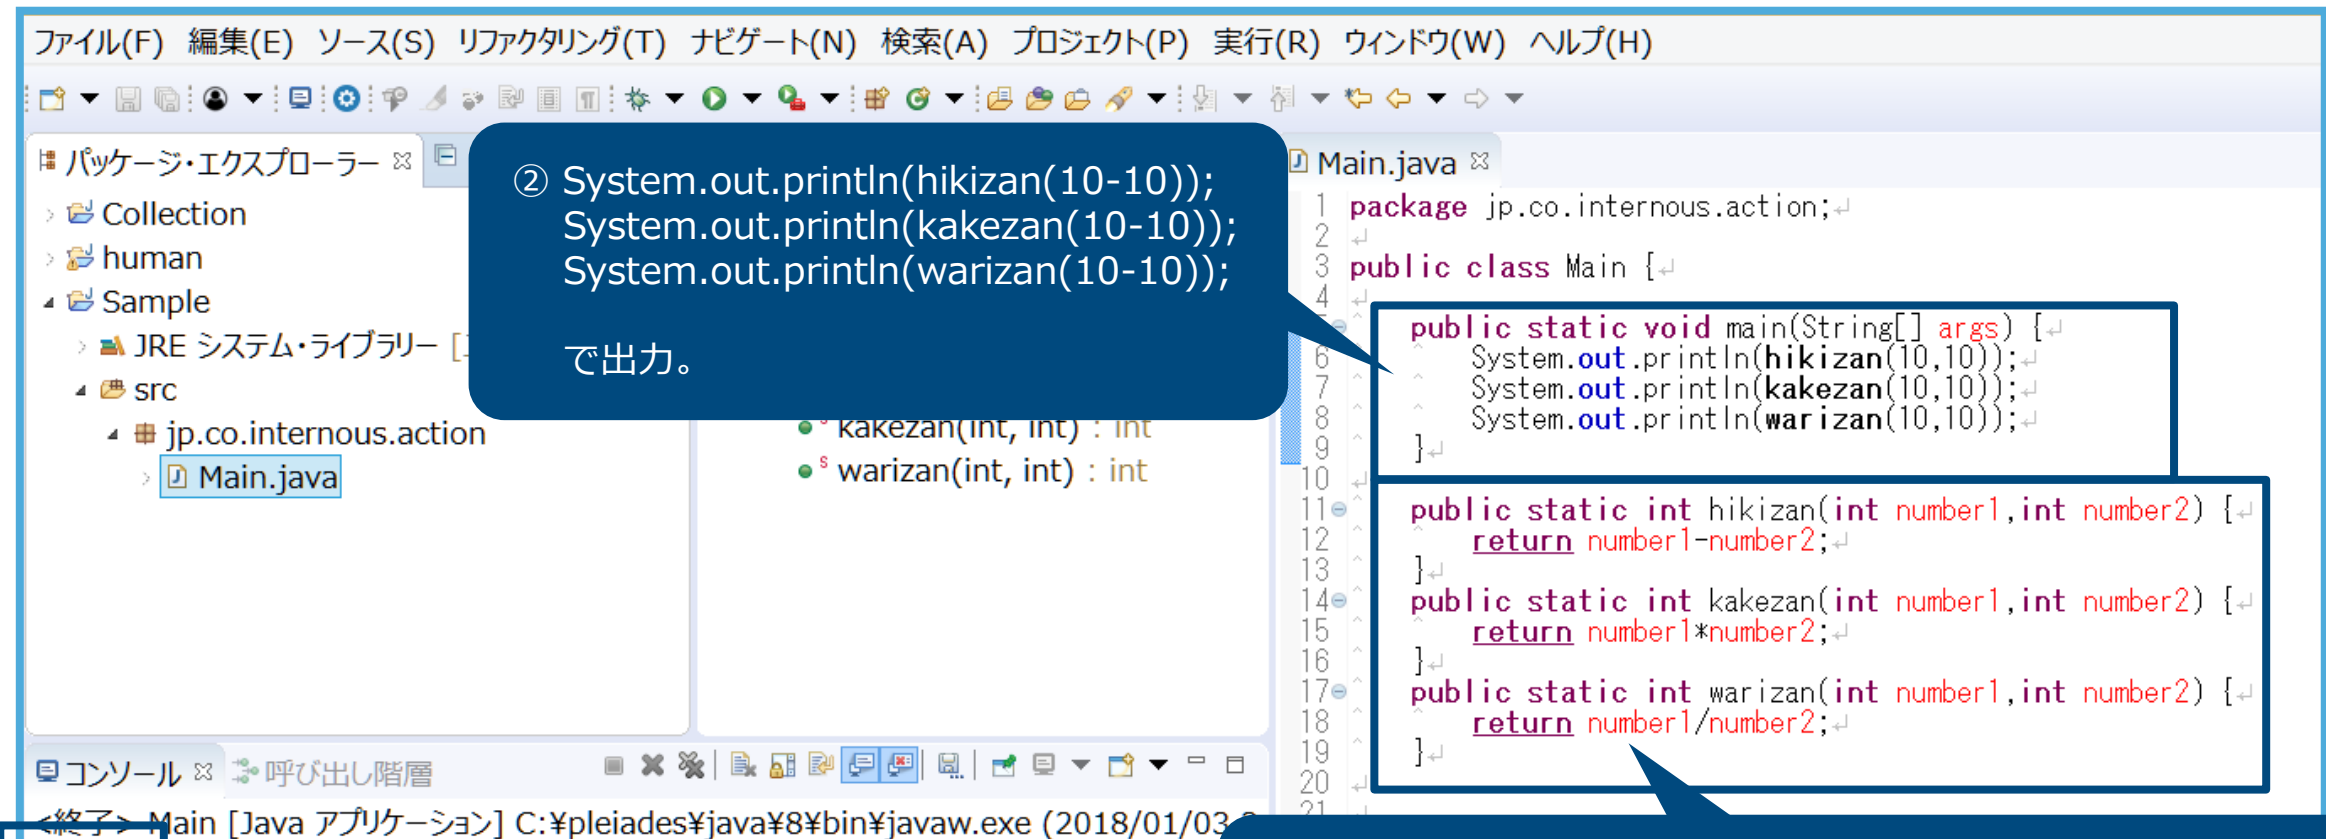 ファイル(F) 編集(E) ソース(S) リファクタリング(T) ナビゲート(N) 検索(A) プロジェクト(P) 実行(R) ウィンドウ(W) ヘルプ(H)
パッケージ・エクスプローラー
Collection
human
Sample
JRE システム・ライブラリー [
src
jp.co.internous.action
Main.java
② System.out.println(hikizan(10-10));
System.out.println(kakezan(10-10));
System.out.println(warizan(10-10));
で出力。
kakezan(int, int) : int
warizan(int, int) : int
Main.java
1 package jp.co.internous.action;
2
3 public class Main {
4
public static void main(String[] args) {
6 System.out.println(hikizan(10,10));
7 System.out.println(kakezan(10,10));
8 System.out.println(warizan(10,10));
9 }
10
11 public static int hikizan(int number1,int number2) {
12 return number1-number2;
13 }
14 public static int kakezan(int number1,int number2) {
15 return number1*number2;
16 }
17 public static int warizan(int number1,int number2) {
18 return number1/number2;
19 }
20
21
コンソール 呼び出し階層
<終了> Main [Java アプリケーション] C:¥pleiades¥java¥8¥bin¥javaw.exe (2018/01/03